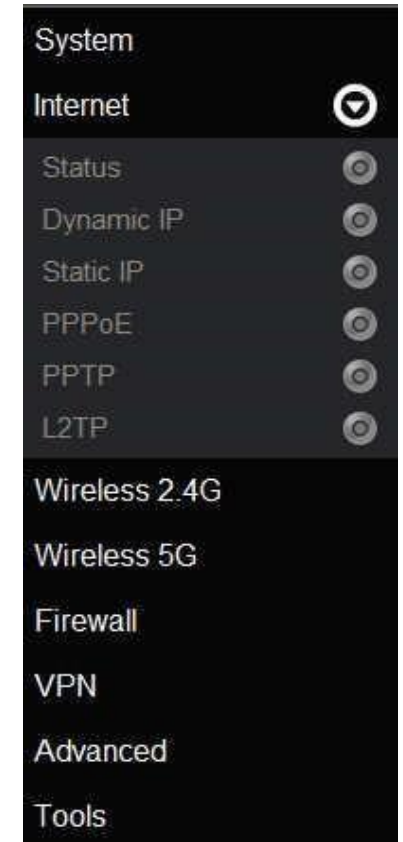 System
Internet
Status
Dynamic IP
Static IP
PPPoE
PPTP
L2TP
Wireless 2.4G
Wireless 5G
Firewall
VPN
Advanced
Tools